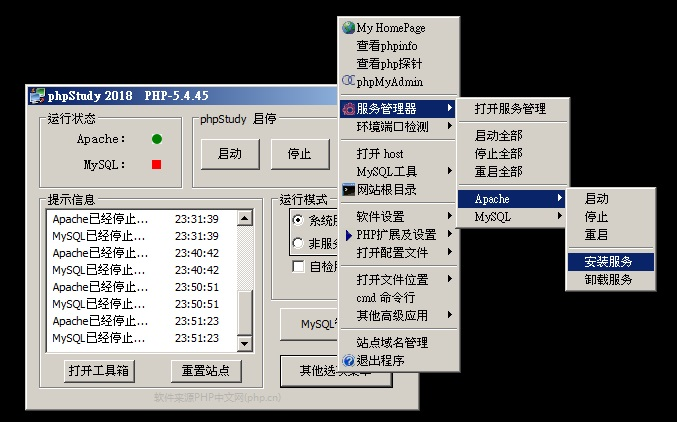 phpStudy 2018 PHP-5.4.45
运行状态
Apache:
MySQL:
phpStudy 启停
启动
停止
提示信息
Apache已经停止... 23:31:39
MySQL已经停止... 23:31:39
Apache已经停止... 23:40:42
MySQL已经停止... 23:40:42
Apache已经停止... 23:50:51
MySQL已经停止... 23:50:51
Apache已经停止... 23:51:23
MySQL已经停止... 23:51:23
打开工具箱
重置站点
运行模式
系统
非服
自检
MySQL
其他选项菜单
软件来源PHP中文网(php.cn)
My HomePage
查看phpinfo
查看php探针
phpMyAdmin
服务管理器
环境端口检测
打开 host
MySQL工具
网站根目录
软件设置
PHP扩展及设置
打开配置文件
打开文件位置
cmd 命令行
其他高级应用
站点域名管理
退出程序
打开服务管理
启动全部
停止全部
重启全部
Apache
MySQL
启动
停止
重启
安装服务
卸载服务